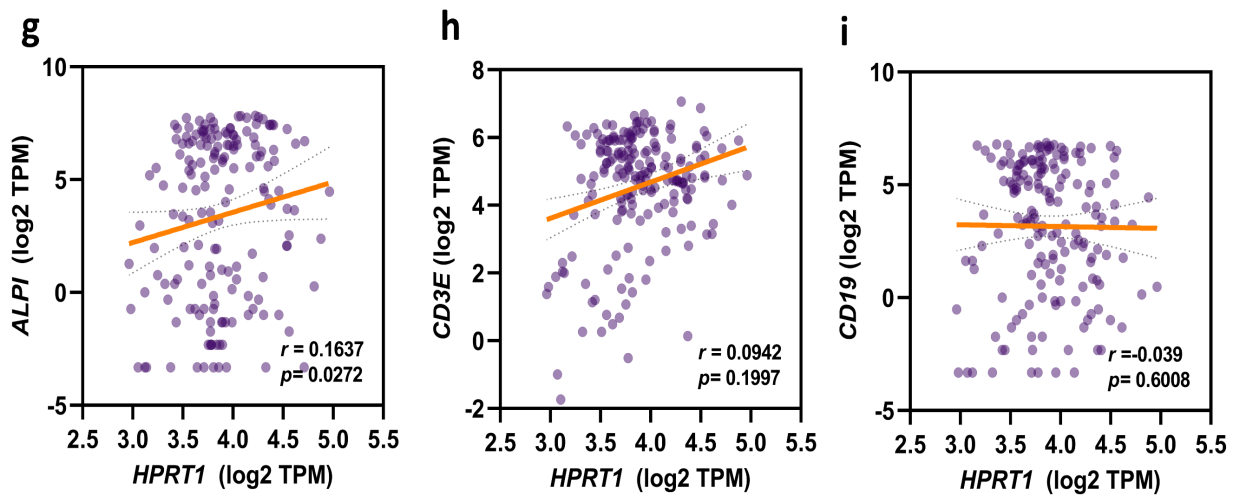 g
10
5
0
-5
ALPI (log2 TPM)
r = 0.1637
p= 0.0272
2.5 3.0 3.5 4.0 4.5 5.0 5.5
HPRT1 (log2 TPM)
h
8
6
4
2
0
-2
CD3E (log2 TPM)
r = 0.0942
p= 0.1997
2.5 3.0 3.5 4.0 4.5 5.0 5.5
HPRT1 (log2 TPM)
i
10
5
0
-5
CD19 (log2 TPM)
r =-0.039
p= 0.6008
2.5 3.0 3.5 4.0 4.5 5.0 5.5
HPRT1 (log2 TPM)